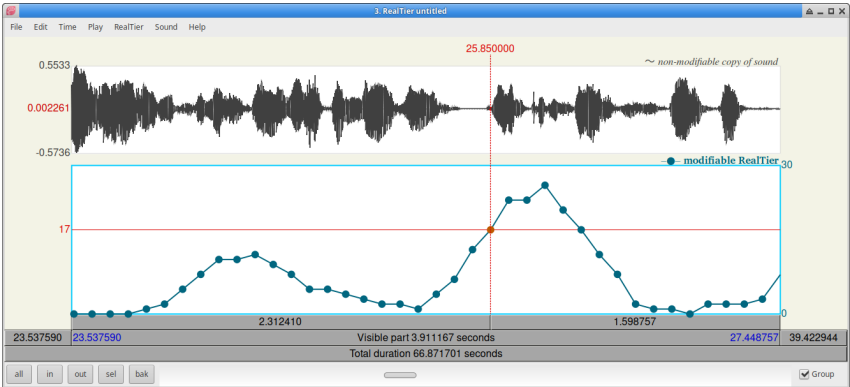 3. RealTier untitled
File Edit Time Play RealTier Sound Help
25.850000
0.5533 ~ non-modifiable copy of sound
0.002261
-0.5736
modifiable RealTier
30
17
0
2.312410 1.598757
23.537590 23.537590 Visible part 3.911167 seconds 27.448757 39.422944
Total duration 66.871701 seconds
all in out sel bak Group